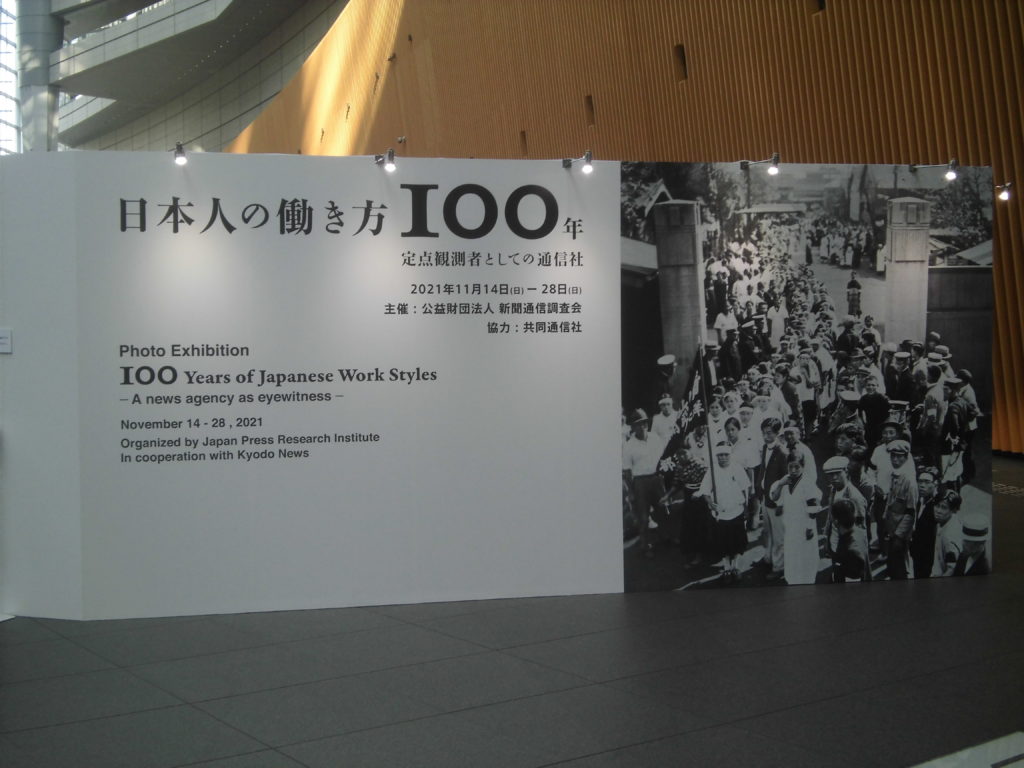 日本人の働き方100年
定点観測者としての通信社
2021年11月14日(日) ー 28日(日)
主催：公益財団法人 新聞通信調査会
協力：共同通信社
Photo Exhibition
100 Years of Japanese Work Styles
– A news agency as eyewitness –
November 14 - 28 , 2021
Organized by Japan Press Research Institute
In cooperation with Kyodo News